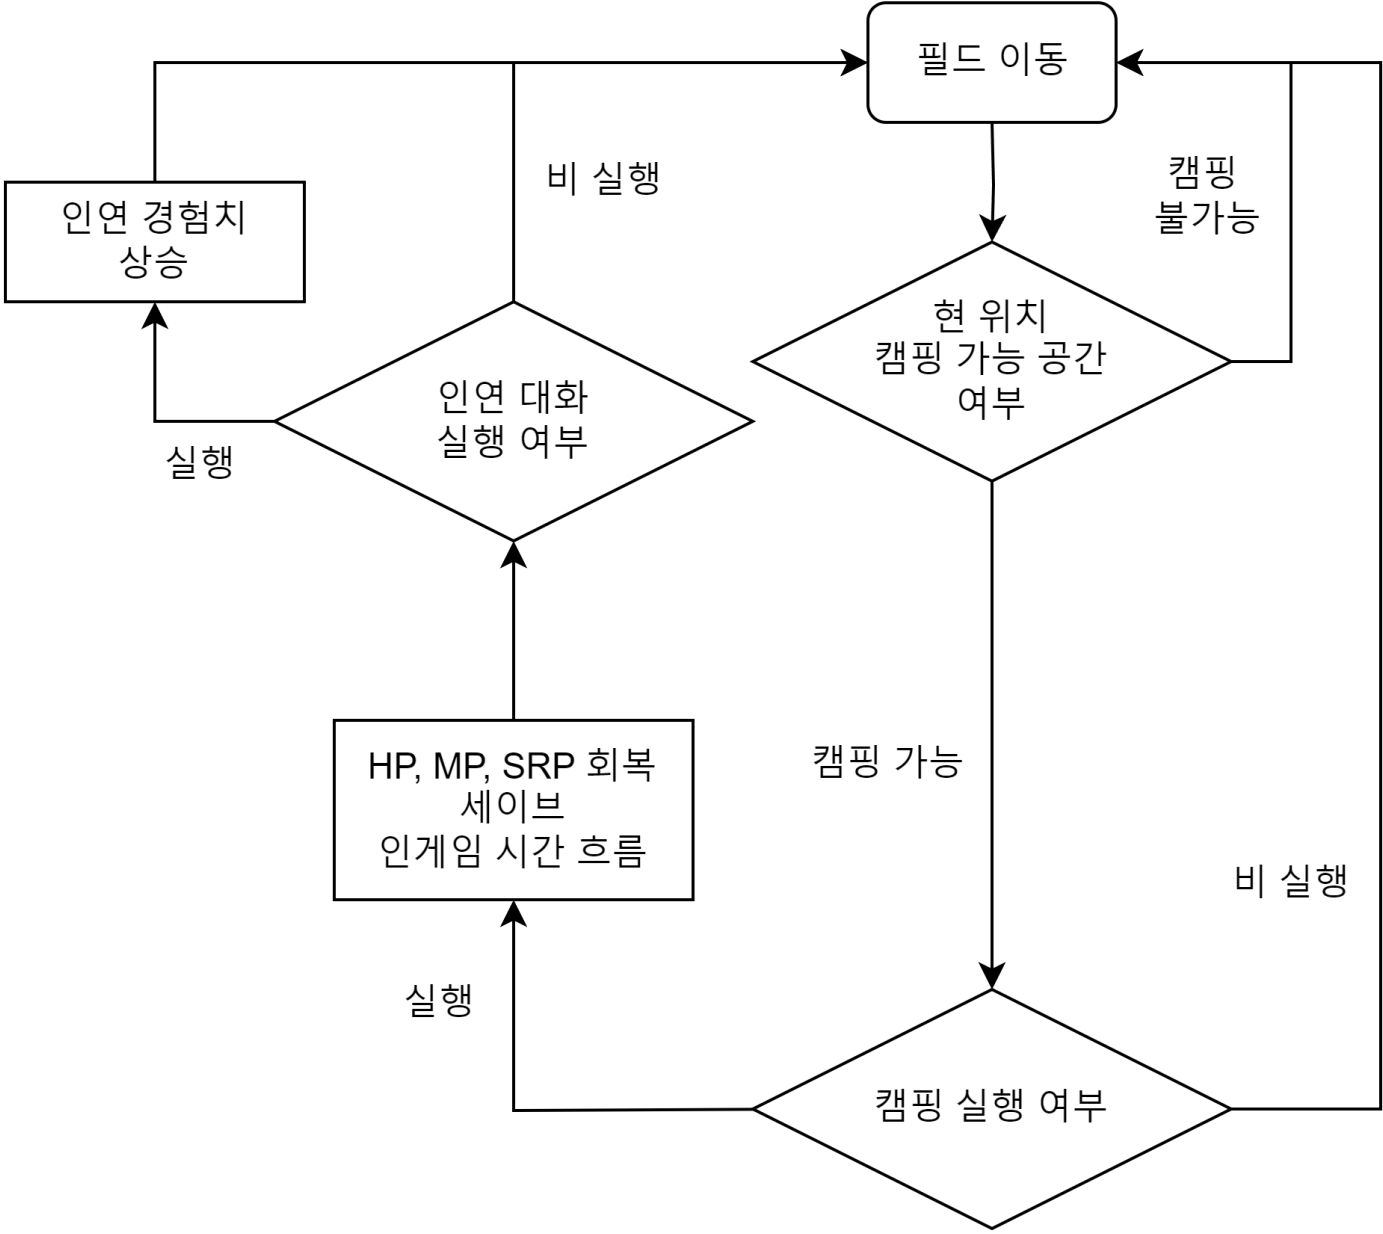 필드 이동
비 실행
캠핑
불가능
인연 경험치
상승
현 위치
캠핑 가능 공간
여부
인연 대화
실행 여부
실행
HP, MP, SRP 회복
세이브
인게임 시간 흐름
캠핑 가능
비 실행
실행
캠핑 실행 여부